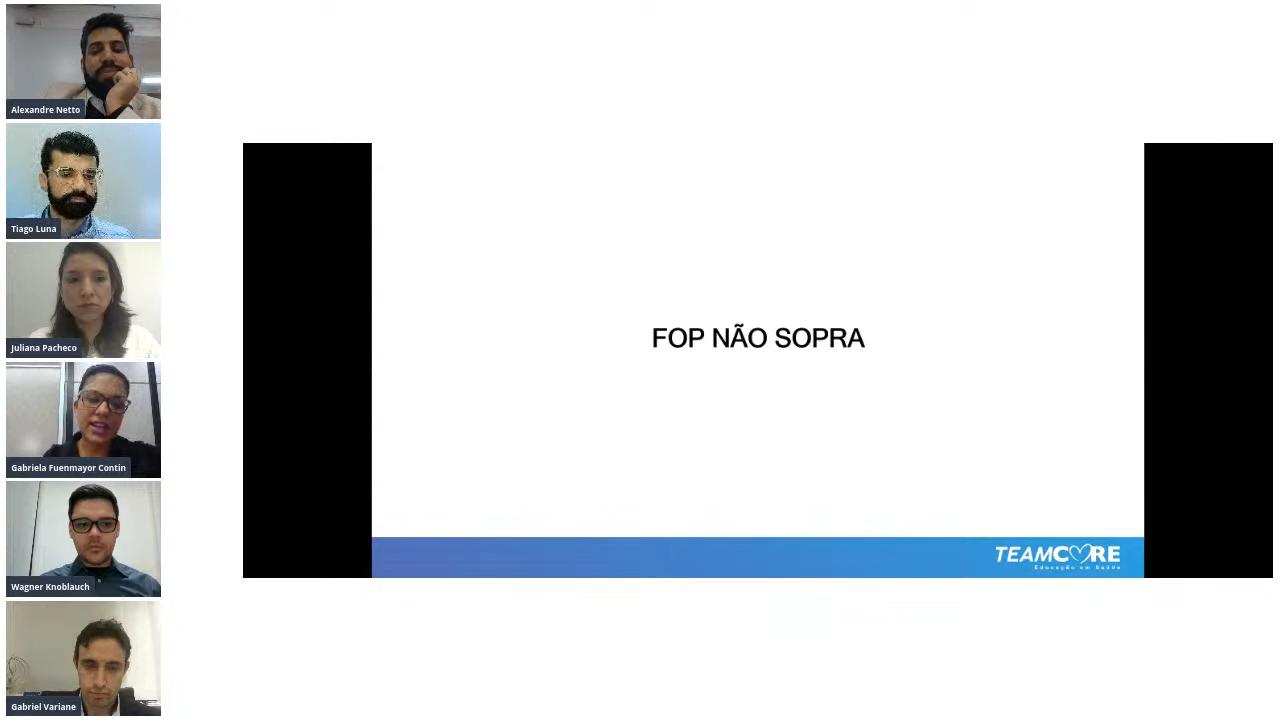 Alexandre Netto
Tiago Luna
Juliana Pacheco
Gabriela Fuenmayor Contin
Wagner Knoblauch
Gabriel Variane
FOP NÃO SOPRA
TEAMCORE
Educação em Saúde